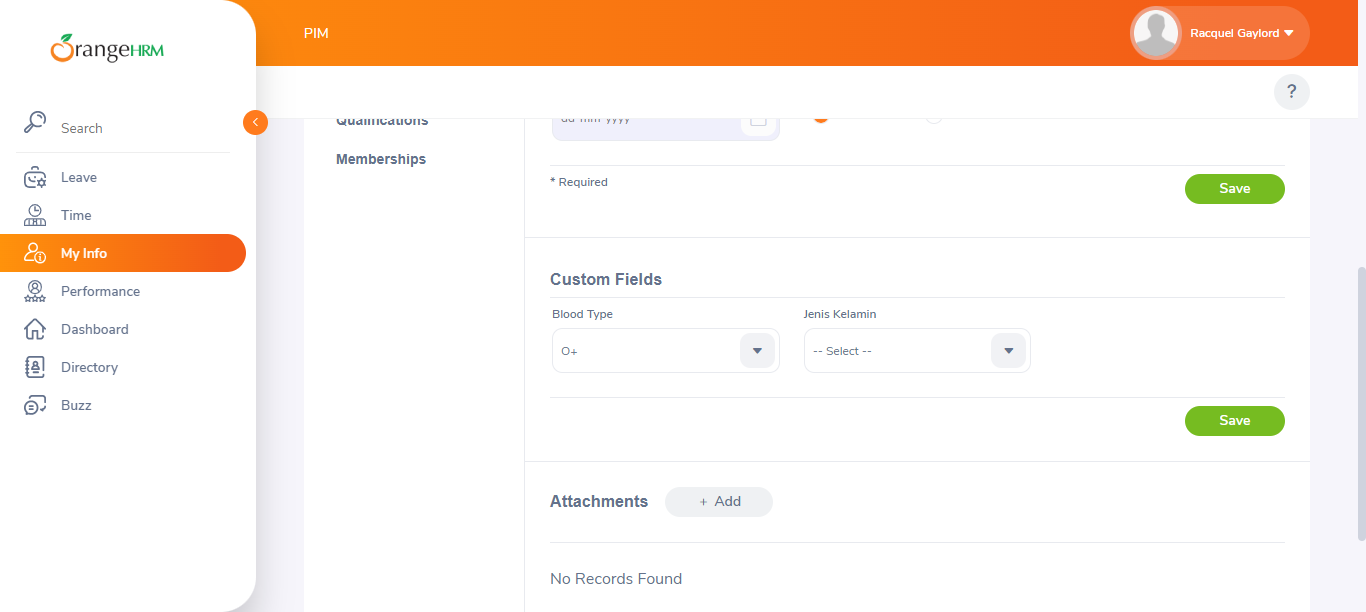 OrangeHRM
PIM
Racquel Gaylord
?
Search
Leave
Time
My Info
Performance
Dashboard
Directory
Buzz
Qualifications
Memberships
dd-mm-yyyy
* Required
Save
Custom Fields
Blood Type
Jenis Kelamin
O+
-- Select --
Save
Attachments
+ Add
No Records Found